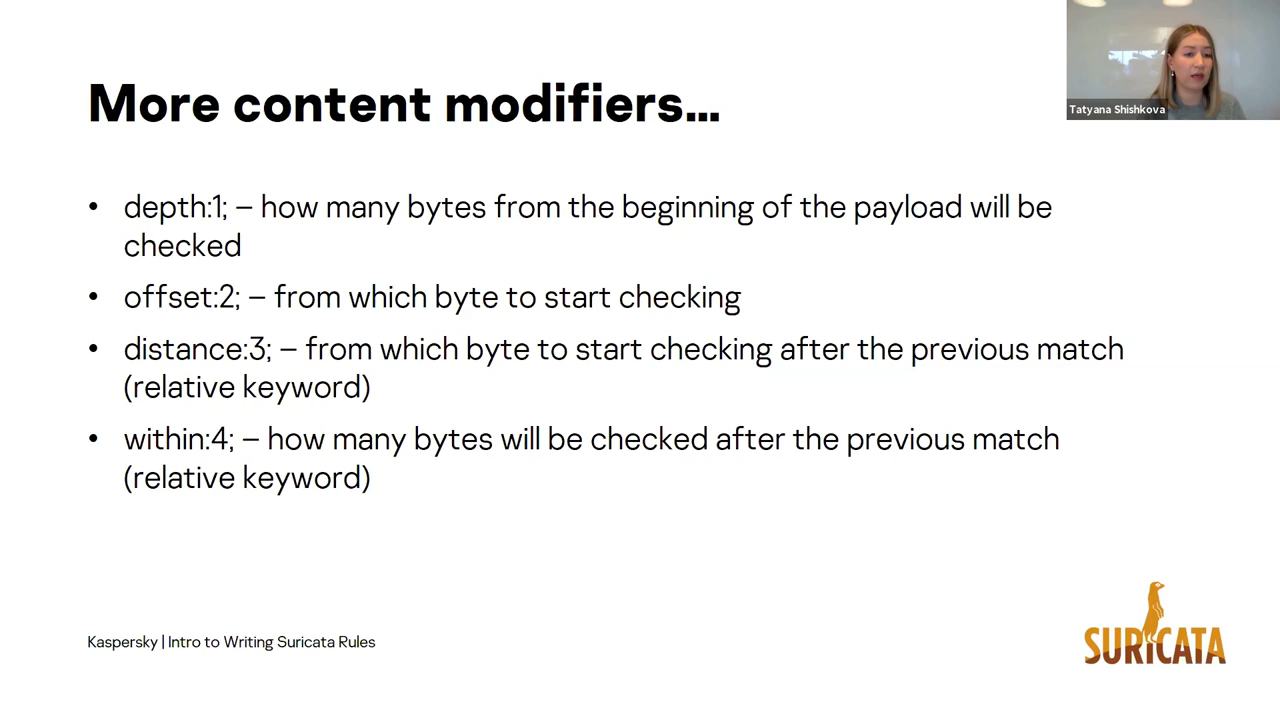 Tatyana Shishkova
More content modifiers...
• depth:1; – how many bytes from the beginning of the payload will be
checked
• offset:2; – from which byte to start checking
• distance:3; – from which byte to start checking after the previous match
(relative keyword)
• within:4; – how many bytes will be checked after the previous match
(relative keyword)
Kaspersky | Intro to Writing Suricata Rules
SURICATA